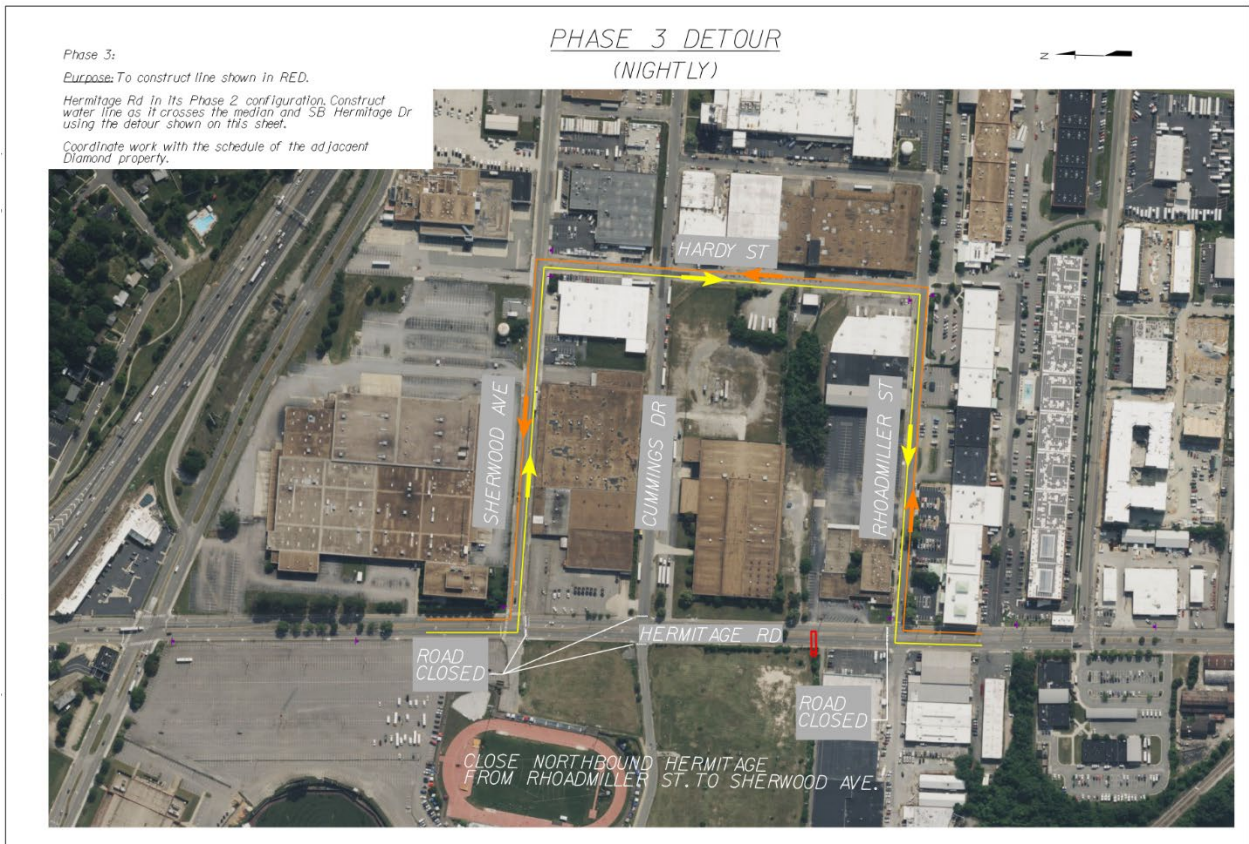 PHASE 3 DETOUR
(NIGHTLY)
Phase 3:
Purpose: To construct line shown in RED.
Hermitage Rd in its Phase 2 configuration. Construct
water line as it crosses the median and SB Hermitage Dr
using the detour shown on this sheet.
Coordinate work with the schedule of the adjacaent
Diamond property.
N
HARDY ST
SHERWOOD AVE
CUMMINGS DR
RHOADMILLER ST
HERMITAGE RD
ROAD
CLOSED
ROAD
CLOSED
CLOSE NORTHBOUND HERMITAGE
FROM RHOADMILLER ST. TO SHERWOOD AVE.